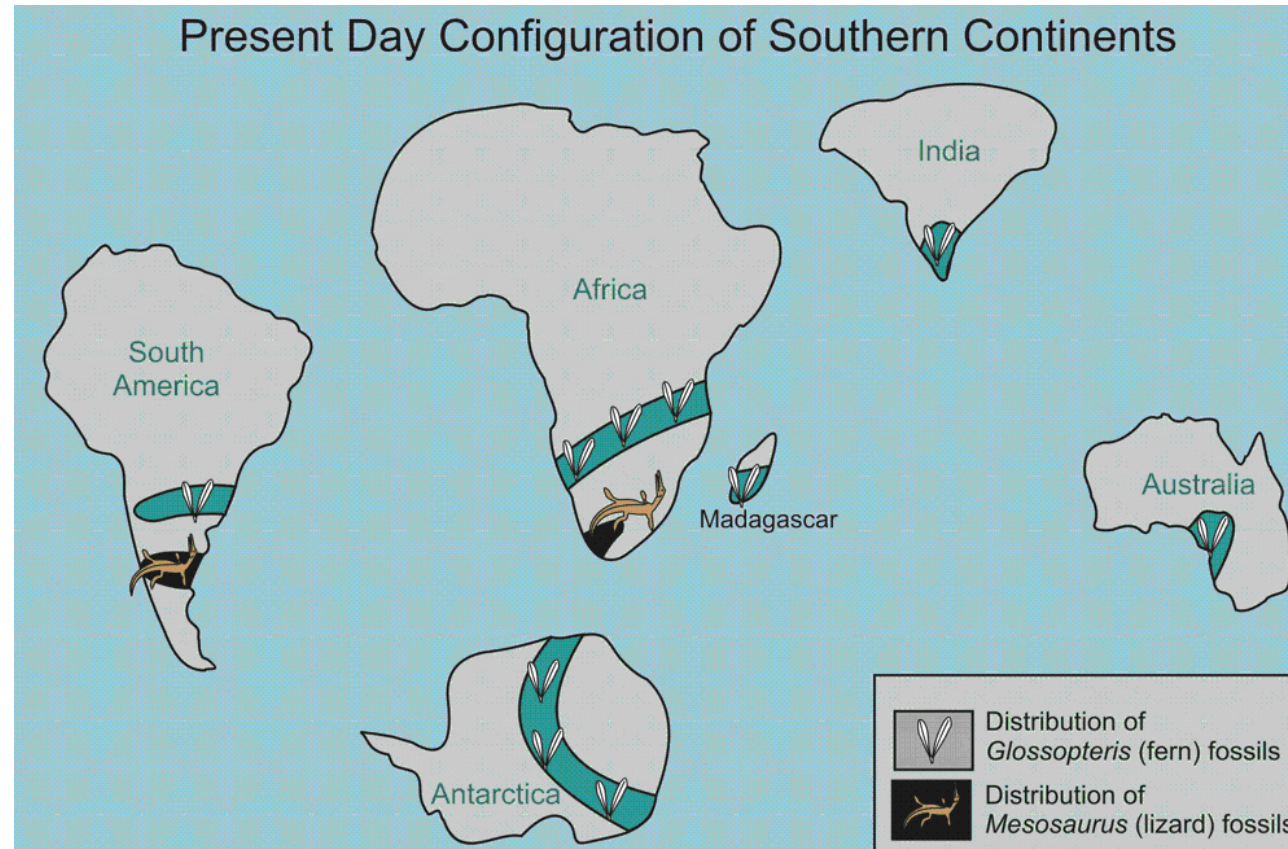 Present Day Configuration of Southern Continents
India
Africa
South
America
Australia
Madagascar
Antarctica
Distribution of
Glossopteris (fern) fossils
Distribution of
Mesosaurus (lizard) fossils